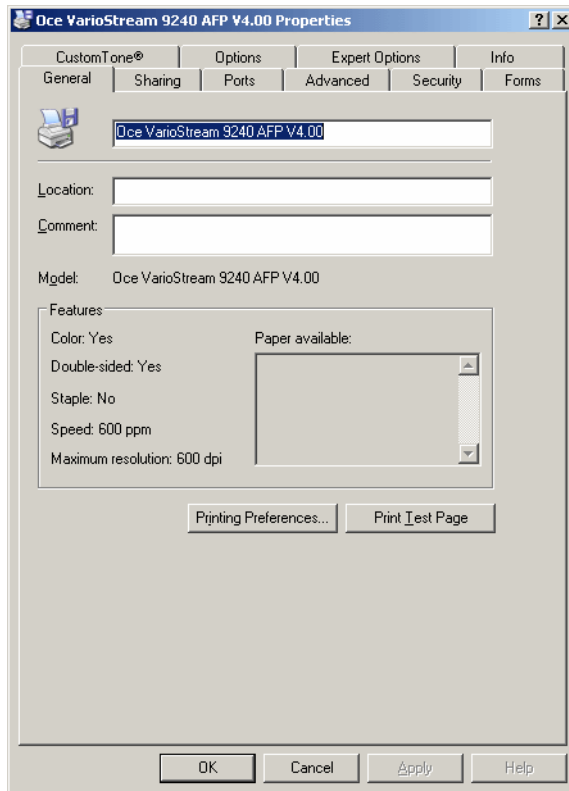 Oce VarioStream 9240 AFP V4.00 Properties
? X
CustomTone® Options Expert Options Info
General Sharing Ports Advanced Security Forms
Oce VarioStream 9240 AFP V4.00
Location:
Comment:
Model: Oce VarioStream 9240 AFP V4.00
Features
Color: Yes Paper available:
Double-sided: Yes
Staple: No
Speed: 600 ppm
Maximum resolution: 600 dpi
Printing Preferences... Print Test Page
OK Cancel Apply Help